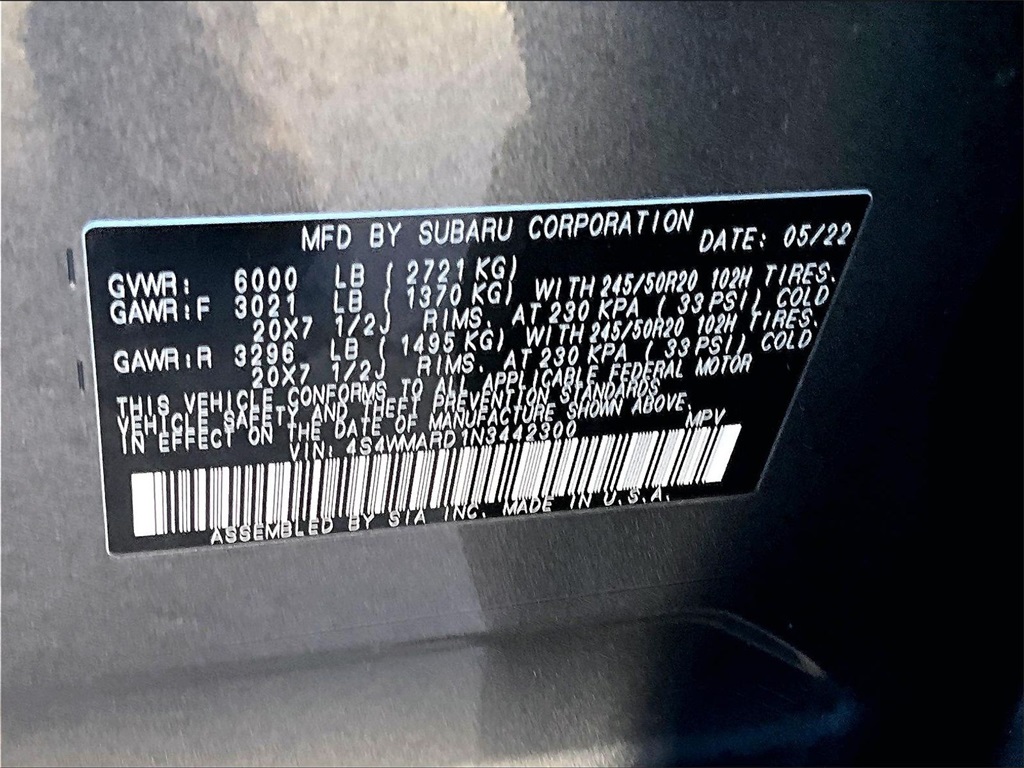 MFD BY SUBARU CORPORATION DATE: 05/22
GVWR: 6000 LB ( 2721 KG)
GAWR:F 3021 LB ( 1370 KG) WITH 245/50R20 102H TIRES.
20X7 1/2J RIMS. AT 230 KPA ( 33 PSI) COLD
GAWR:R 3296 LB ( 1495 KG) WITH 245/50R20 102H TIRES.
20X7 1/2J RIMS. AT 230 KPA ( 33 PSI) COLD
THIS VEHICLE CONFORMS TO ALL APPLICABLE FEDERAL MOTOR
VEHICLE SAFETY AND THEFT PREVENTION STANDARDS
IN EFFECT ON THE DATE OF MANUFACTURE SHOWN ABOVE.
VIN: 4S4WMARD1N3442300 MPV
ASSEMBLED BY SIA INC. MADE IN U.S.A.